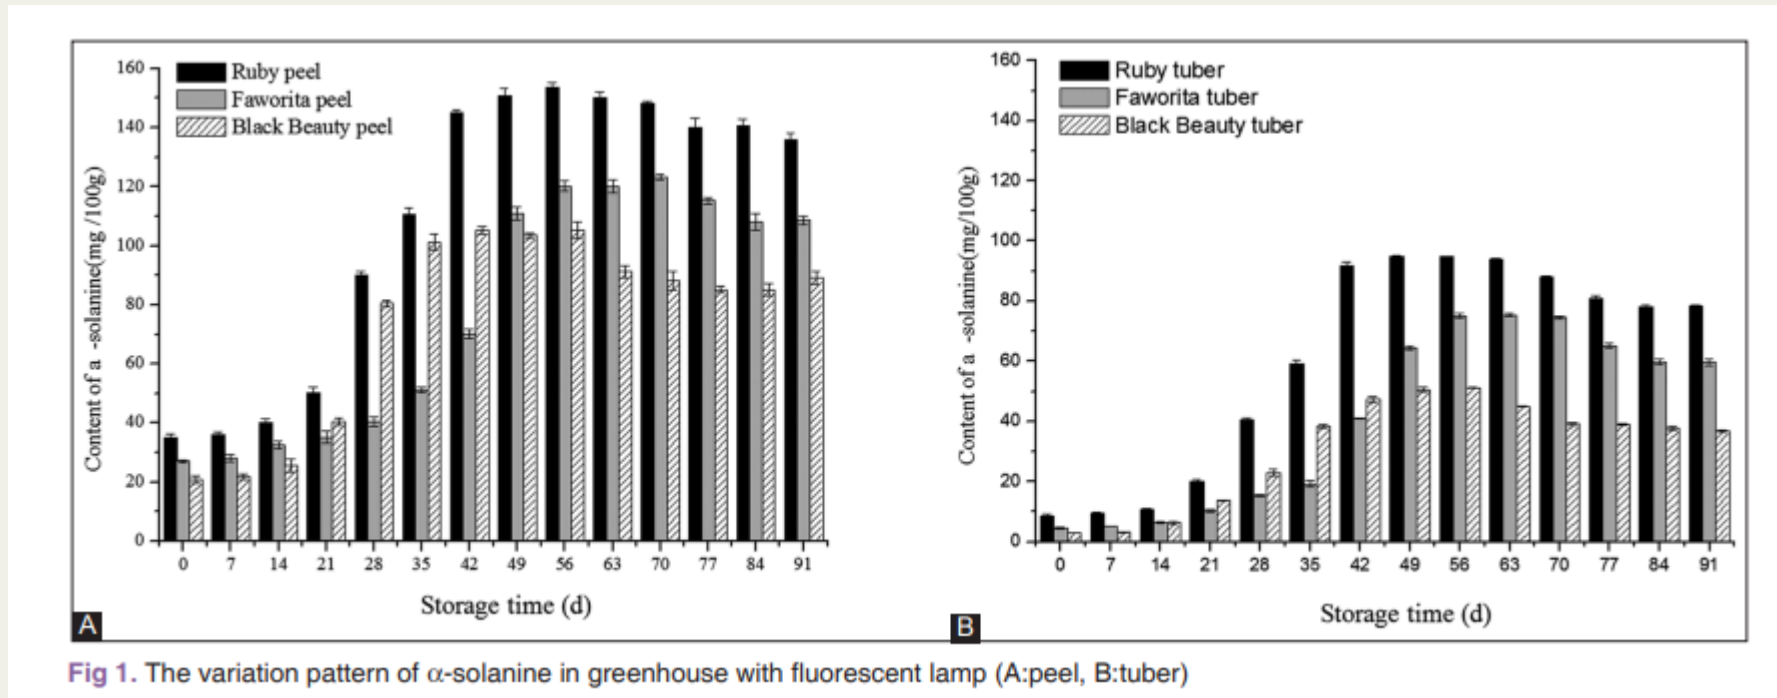 160
140
120
100
80
60
40
20
0
Content of a -solanine(mg /100g)
Ruby peel
Faworita peel
Black Beauty peel
0 7 14 21 28 35 42 49 56 63 70 77 84 91
Storage time (d)
A
160
140
120
100
80
60
40
20
0
Content of a -solanine(mg/100g)
Ruby tuber
Faworita tuber
Black Beauty tuber
0 7 14 21 28 35 42 49 56 63 70 77 84 91
Storage time (d)
B
Fig 1. The variation pattern of α-solanine in greenhouse with fluorescent lamp (A:peel, B:tuber)